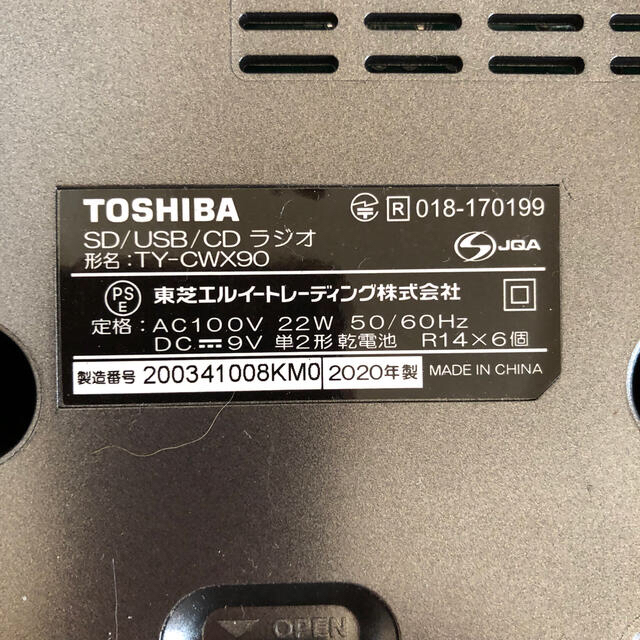 TOSHIBA
R 018-170199
SD/USB/CD ラジオ
JQA
形名:TY-CWX90
PSE 東芝エルイートレーディング株式会社
定格:AC100V 22W 50/60Hz
DC⎓9V 単2形乾電池 R14×6個
製造番号 200341008KM0 2020年製 MADE IN CHINA
OPEN